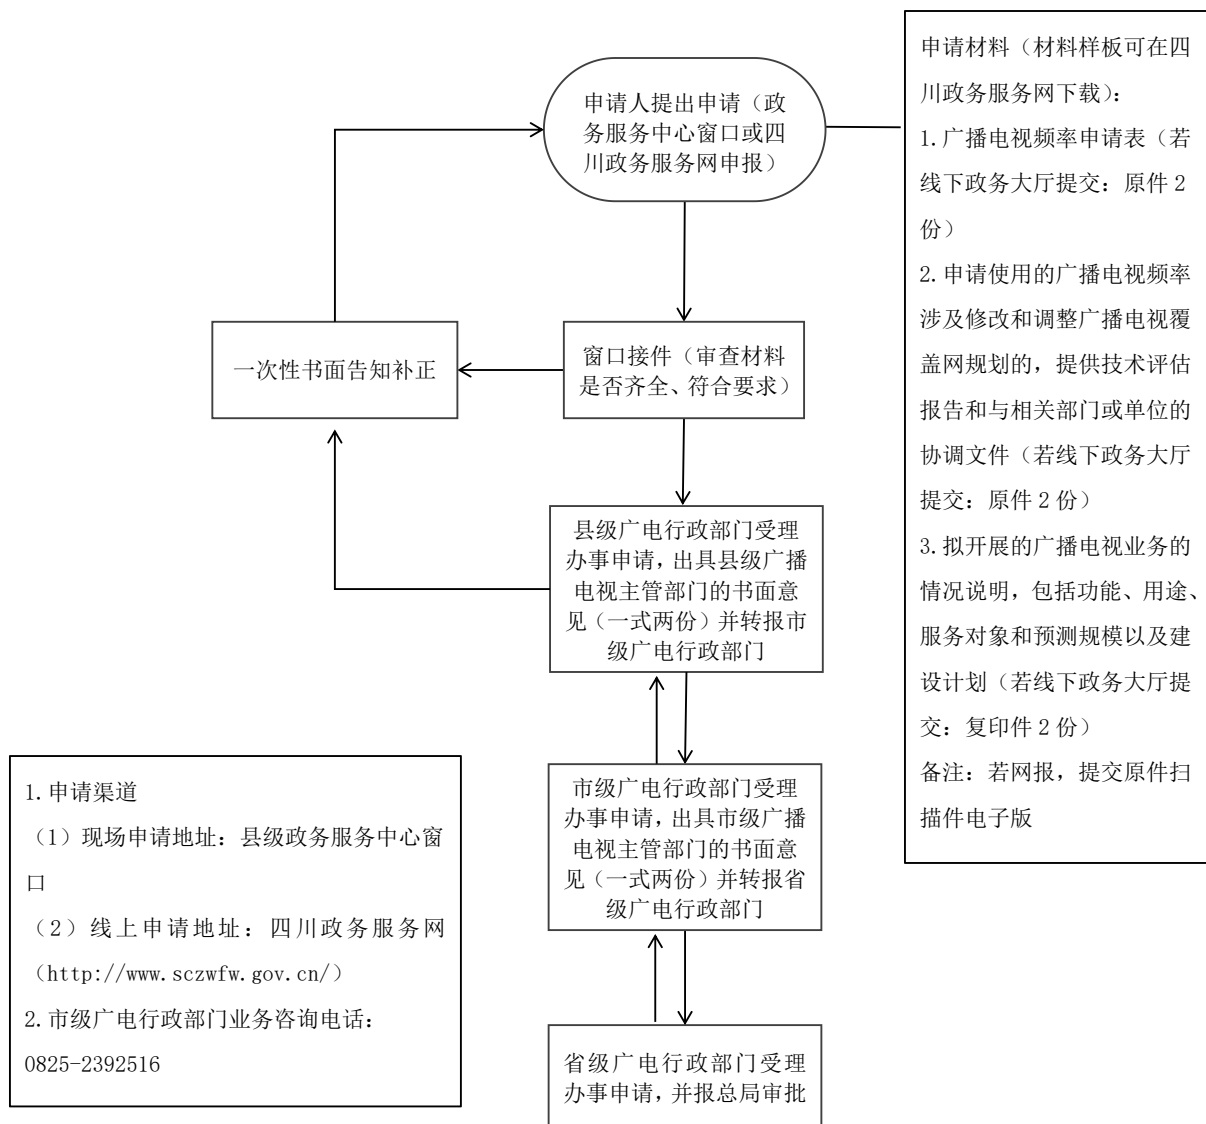 申请人提出申请（政
务服务中心窗口或四
川政务服务网申报）
窗口接件（审查材料
是否齐全、符合要求）
一次性书面告知补正
县级广电行政部门受理
办事申请，出具县级广播
电视主管部门的书面意
见（一式两份）并转报市
级广电行政部门
市级广电行政部门受理
办事申请，出具市级广播
电视主管部门的书面意
见（一式两份）并转报省
级广电行政部门
省级广电行政部门受理
办事申请，并报总局审批
申请材料（材料样板可在四
川政务服务网下载）：
1.广播电视频率申请表（若
线下政务大厅提交：原件 2
份）
2.申请使用的广播电视频率
涉及修改和调整广播电视覆
盖网规划的，提供技术评估
报告和与相关部门或单位的
协调文件（若线下政务大厅
提交：原件 2 份）
3.拟开展的广播电视业务的
情况说明，包括功能、用途、
服务对象和预测规模以及建
设计划（若线下政务大厅提
交：复印件 2 份）
备注：若网报，提交原件扫
描件电子版
1.申请渠道
（1）现场申请地址：县级政务服务中心窗
口
（2）线上申请地址：四川政务服务网
（http://www.sczwfw.gov.cn/）
2.市级广电行政部门业务咨询电话：
0825-2392516